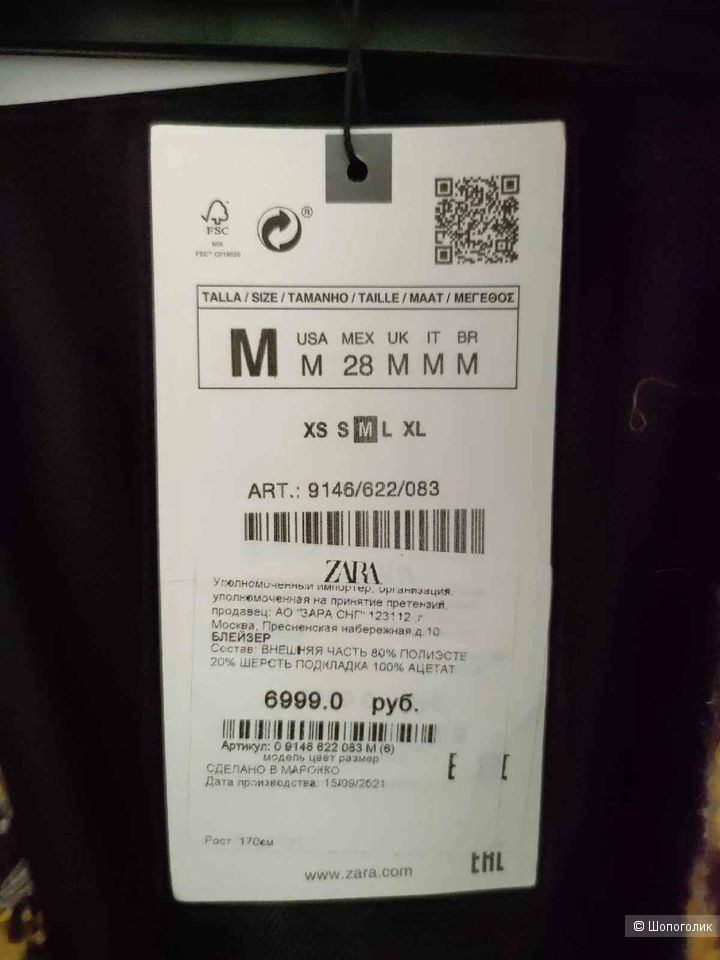 FSC
MIX
®
TALLA / SIZE / TAMANHO / TAILLE / MAAT / ΜΕΓΕΘΟΣ
M
USA MEX UK IT BR
M 28 M M M
XS S M L XL
ART.: 9146/622/083
ZARA
Уполномоченный импортер, организация,
уполномоченная на принятие претензий,
продавец: АО "ЗАРА СНГ" 123112 ,г.
Москва, Пресненская набережная,д.10
БЛЕЙЗЕР
Состав: ВНЕШНЯЯ ЧАСТЬ 80% ПОЛИЭСТЕ
20% ШЕРСТЬ ПОДКЛАДКА 100% АЦЕТАТ
6999.0 руб.
Артикул: 0 9146 622 083 M (6)
модель цвет размер
СДЕЛАНО В МАРОККО
Дата производства: 15/09/2021
Рост: 170см
EAC
www.zara.com
© Шопоголик